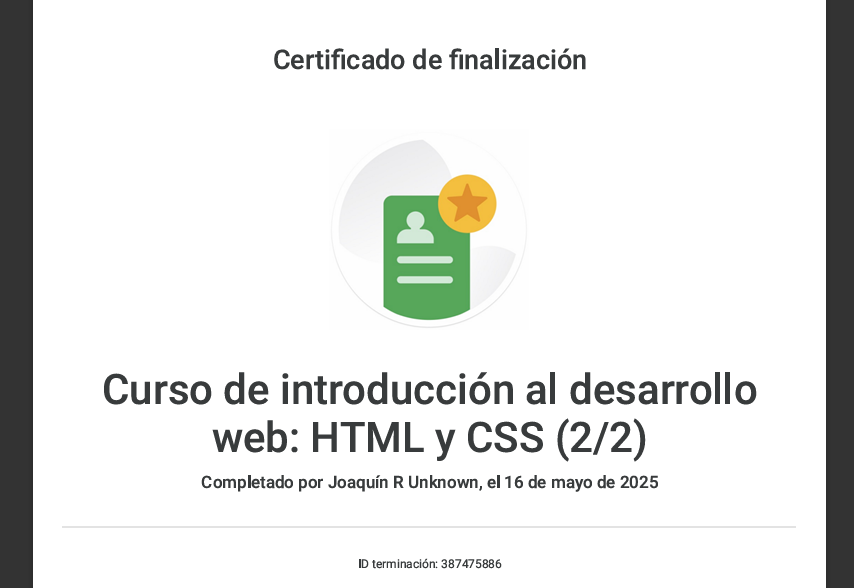 Certificado de finalización
Curso de introducción al desarrollo
web: HTML y CSS (2/2)
Completado por Joaquín R Unknown, el 16 de mayo de 2025
ID terminación: 387475886